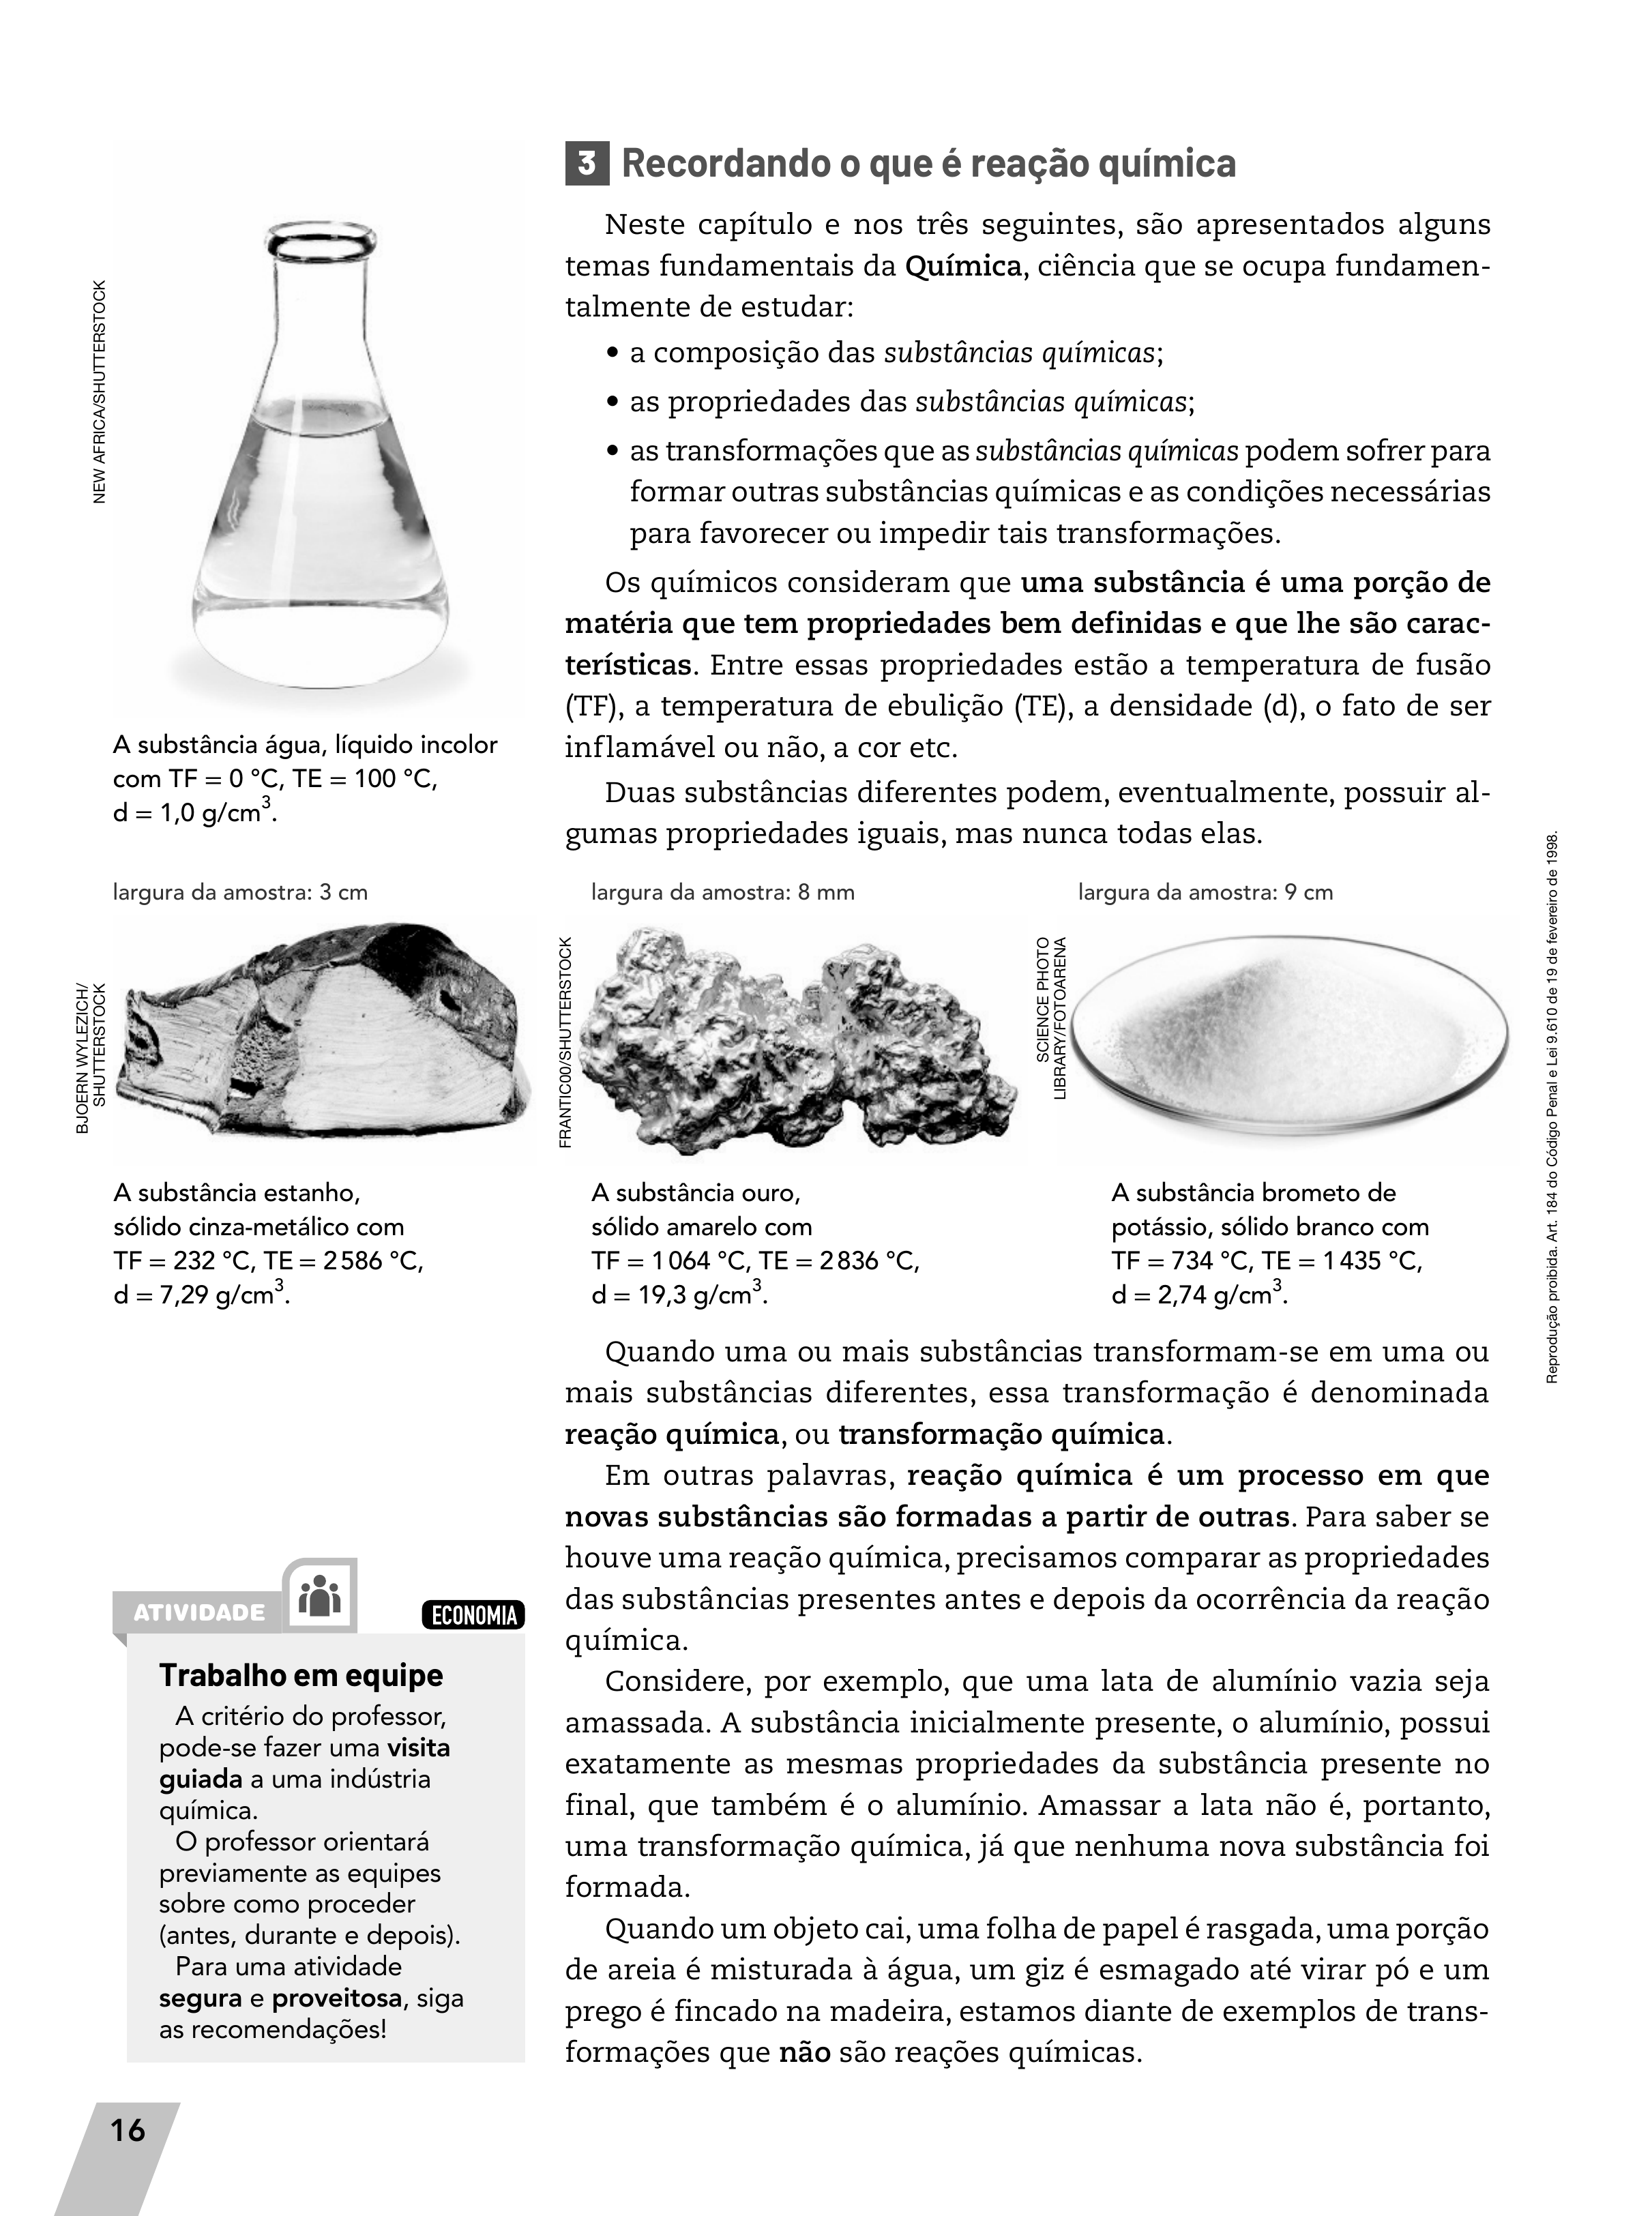 3 Recordando o que é reação química
Neste capítulo e nos três seguintes, são apresentados alguns
temas fundamentais da Química, ciência que se ocupa fundamen-
talmente de estudar:
• a composição das substâncias químicas;
• as propriedades das substâncias químicas;
• as transformações que as substâncias químicas podem sofrer para
formar outras substâncias químicas e as condições necessárias
para favorecer ou impedir tais transformações.
Os químicos consideram que uma substância é uma porção de
matéria que tem propriedades bem definidas e que lhe são carac-
terísticas. Entre essas propriedades estão a temperatura de fusão
(TF), a temperatura de ebulição (TE), a densidade (d), o fato de ser
inflamável ou não, a cor etc.
Duas substâncias diferentes podem, eventualmente, possuir al-
gumas propriedades iguais, mas nunca todas elas.
NEW AFRICA/SHUTTERSTOCK
A substância água, líquido incolor
com TF = 0 °C, TE = 100 °C,
d = 1,0 g/cm³.
largura da amostra: 3 cm
BJOERN WYLEZICH/
SHUTTERSTOCK
A substância estanho,
sólido cinza-metálico com
TF = 232 °C, TE = 2 586 °C,
d = 7,29 g/cm³.
largura da amostra: 8 mm
FRANTIC00/SHUTTERSTOCK
A substância ouro,
sólido amarelo com
TF = 1 064 °C, TE = 2 836 °C,
d = 19,3 g/cm³.
largura da amostra: 9 cm
SCIENCE PHOTO
LIBRARY/FOTOARENA
A substância brometo de
potássio, sólido branco com
TF = 734 °C, TE = 1 435 °C,
d = 2,74 g/cm³.
Reprodução proibida. Art. 184 do Código Penal e Lei 9.610 de 19 de fevereiro de 1998.
Quando uma ou mais substâncias transformam-se em uma ou
mais substâncias diferentes, essa transformação é denominada
reação química, ou transformação química.
Em outras palavras, reação química é um processo em que
novas substâncias são formadas a partir de outras. Para saber se
houve uma reação química, precisamos comparar as propriedades
das substâncias presentes antes e depois da ocorrência da reação
química.
Considere, por exemplo, que uma lata de alumínio vazia seja
amassada. A substância inicialmente presente, o alumínio, possui
exatamente as mesmas propriedades da substância presente no
final, que também é o alumínio. Amassar a lata não é, portanto,
uma transformação química, já que nenhuma nova substância foi
formada.
Quando um objeto cai, uma folha de papel é rasgada, uma porção
de areia é misturada à água, um giz é esmagado até virar pó e um
prego é fincado na madeira, estamos diante de exemplos de trans-
formações que não são reações químicas.
ATIVIDADE
ECONOMIA
Trabalho em equipe
A critério do professor,
pode-se fazer uma visita
guiada a uma indústria
química.
O professor orientará
previamente as equipes
sobre como proceder
(antes, durante e depois).
Para uma atividade
segura e proveitosa, siga
as recomendações!
16